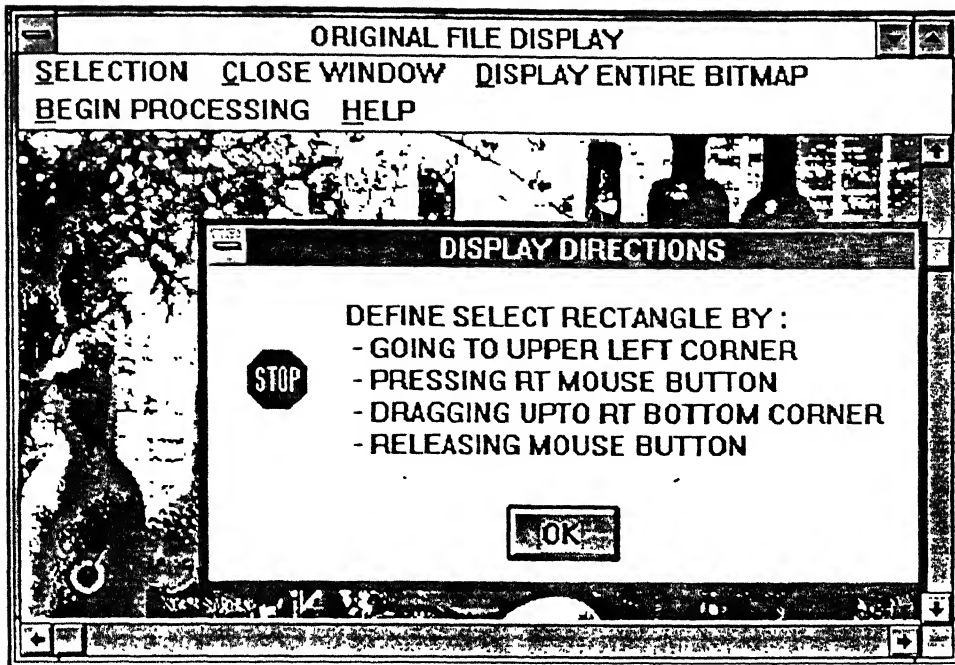 ORIGINAL FILE DISPLAY
SELECTION CLOSE WINDOW DISPLAY ENTIRE BITMAP
BEGIN PROCESSING HELP
DISPLAY DIRECTIONS
DEFINE SELECT RECTANGLE BY :
- GOING TO UPPER LEFT CORNER
STOP
- PRESSING RT MOUSE BUTTON
- DRAGGING UPTO RT BOTTOM CORNER
- RELEASING MOUSE BUTTON
OK